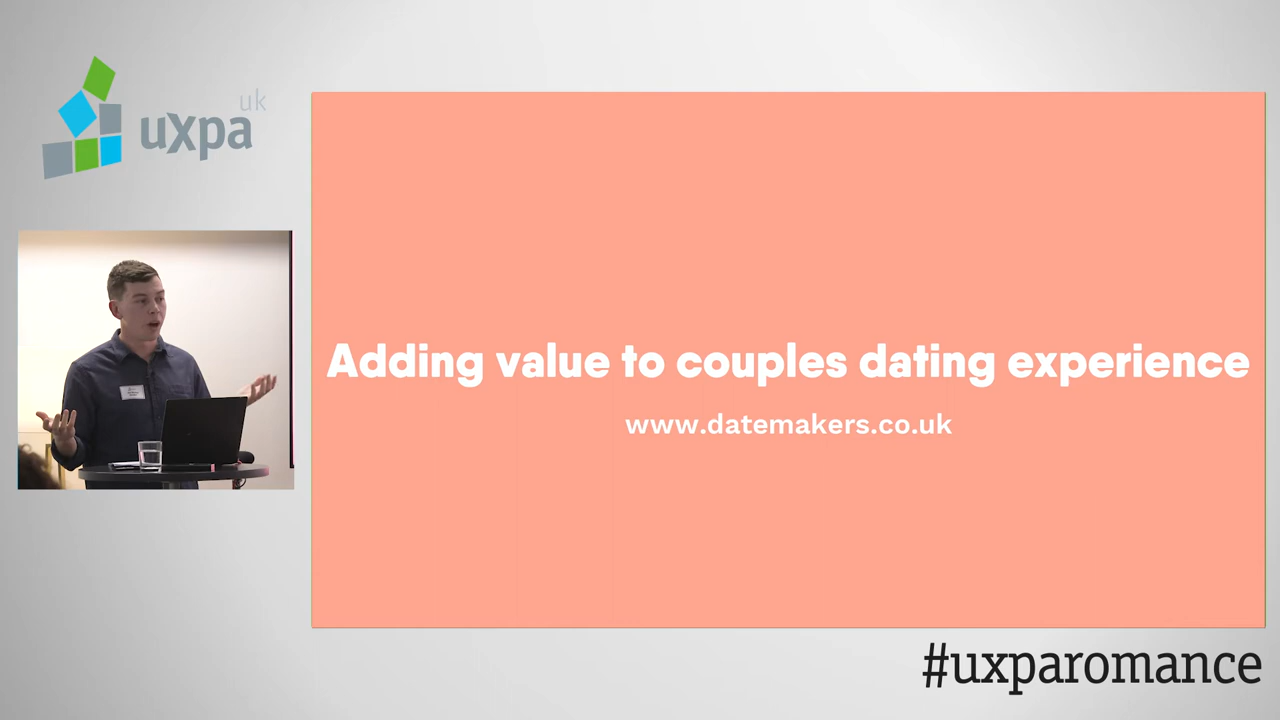 uxpa uk
Adding value to couples dating experience
www.datemakers.co.uk
#uxparomance